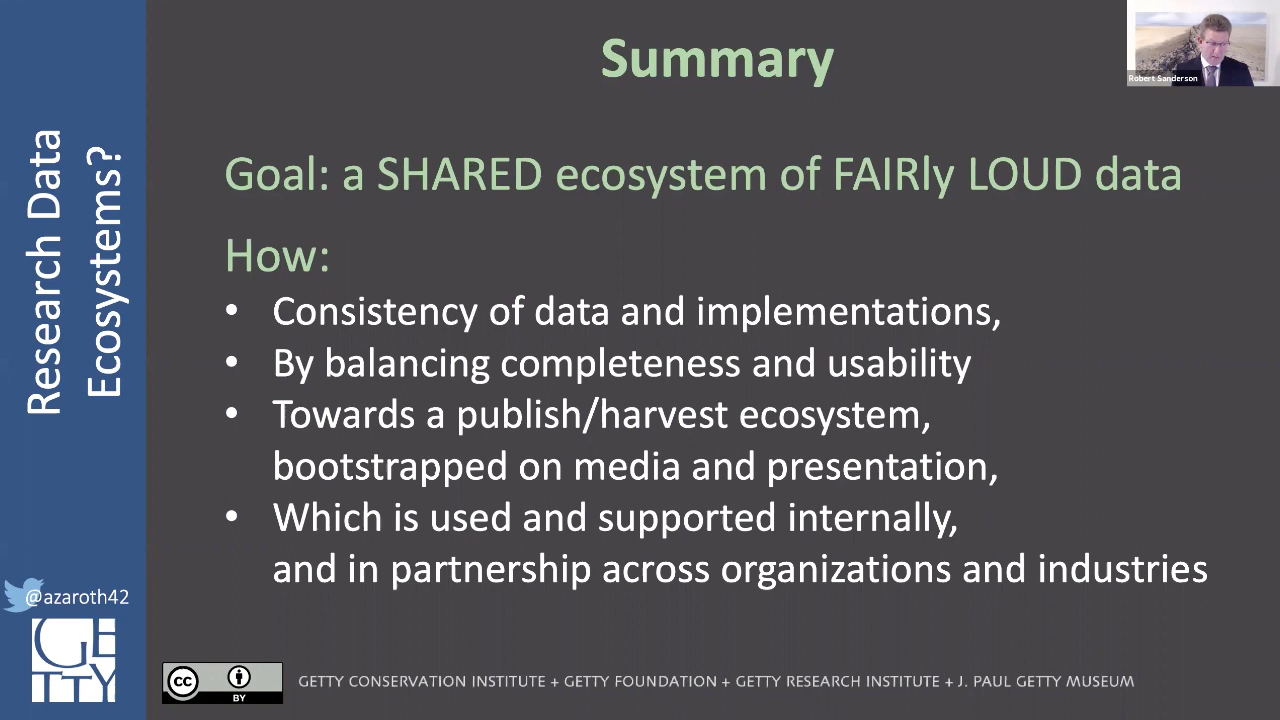 Summary
Robert Sanderson
Research Data
Ecosystems?
Goal: a SHARED ecosystem of FAIRly LOUD data
How:
• Consistency of data and implementations,
• By balancing completeness and usability
• Towards a publish/harvest ecosystem,
bootstrapped on media and presentation,
• Which is used and supported internally,
and in partnership across organizations and industries
@azaroth42
GE
TTY
cc
BY
GETTY CONSERVATION INSTITUTE + GETTY FOUNDATION + GETTY RESEARCH INSTITUTE + J. PAUL GETTY MUSEUM